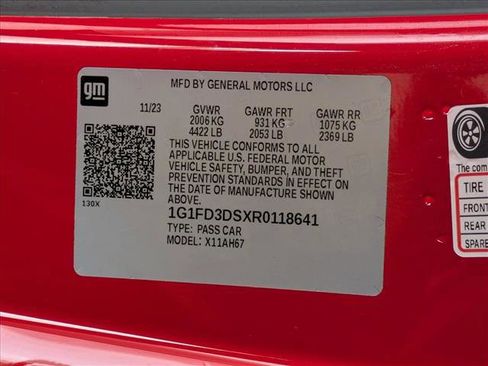 gm
MFD BY GENERAL MOTORS LLC
11/23 GVWR GAWR FRT GAWR RR
2006 KG 931 KG 1075 KG
4422 LB 2053 LB 2369 LB
THIS VEHICLE CONFORMS TO ALL
APPLICABLE U.S. FEDERAL MOTOR
VEHICLE SAFETY, BUMPER, AND THEFT
PREVENTION STANDARDS IN EFFECT ON
THE DATE OF MANUFACTURE SHOWN
ABOVE.
130X
1G1FD3DSXR0118641
TYPE: PASS CAR
MODEL: X11AH67
TIRE
FRONT
REAR
SPARE